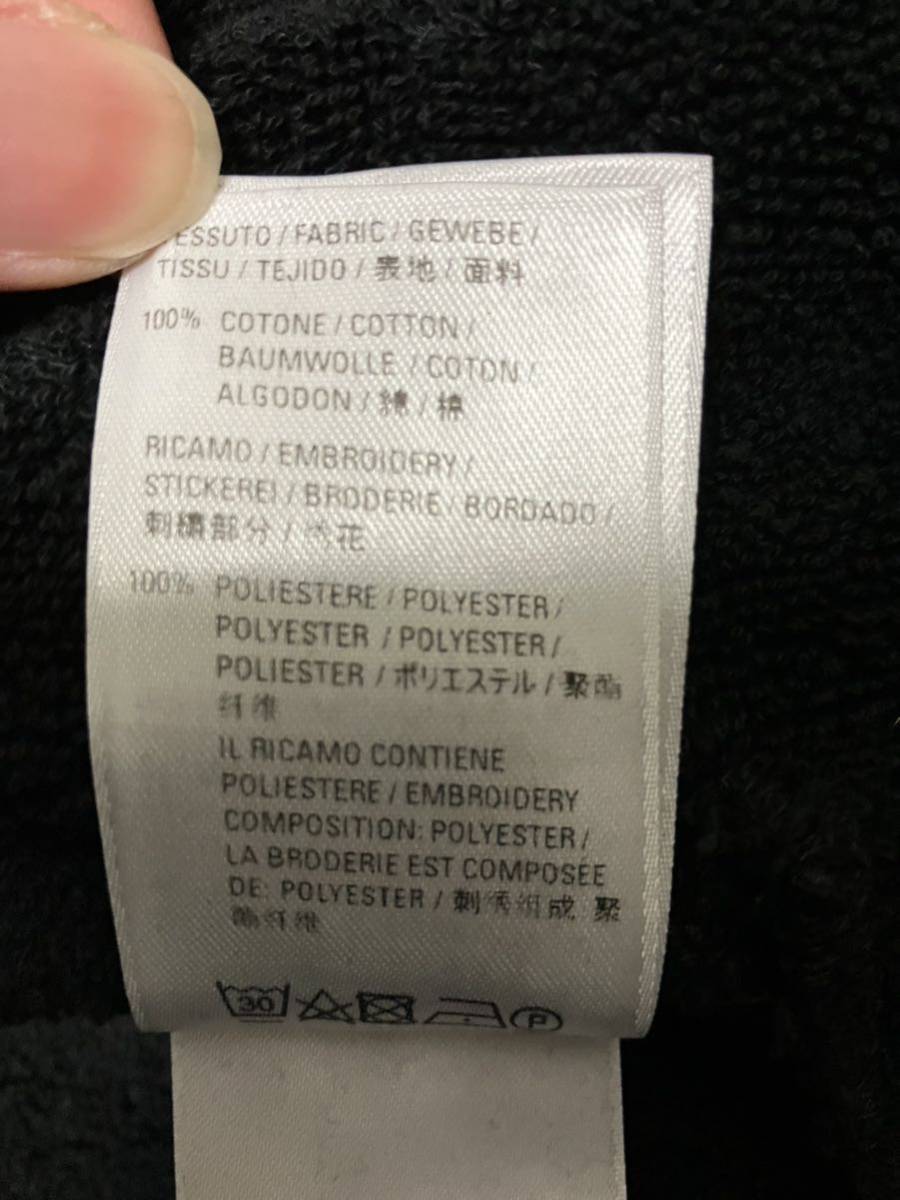 ESSUTO / FABRIC / GEWEBE /
TISSU / TEJIDO / 表地 / 面料
100% COTONE / COTTON /
BAUMWOLLE / COTON /
ALGODON / 綿 / 棉
RICAMO / EMBROIDERY /
STICKEREI / BRODERIE / BORDADO /
刺繍部分 / 绣花
100% POLIESTERE / POLYESTER /
POLYESTER / POLYESTER /
POLIESTER / ポリエステル / 聚酯
纤维
IL RICAMO CONTIENE
POLIESTERE / EMBROIDERY
COMPOSITION: POLYESTER /
LA BRODERIE EST COMPOSÉE
DE: POLYESTER / 刺绣组成 聚
酯纤维
30
P